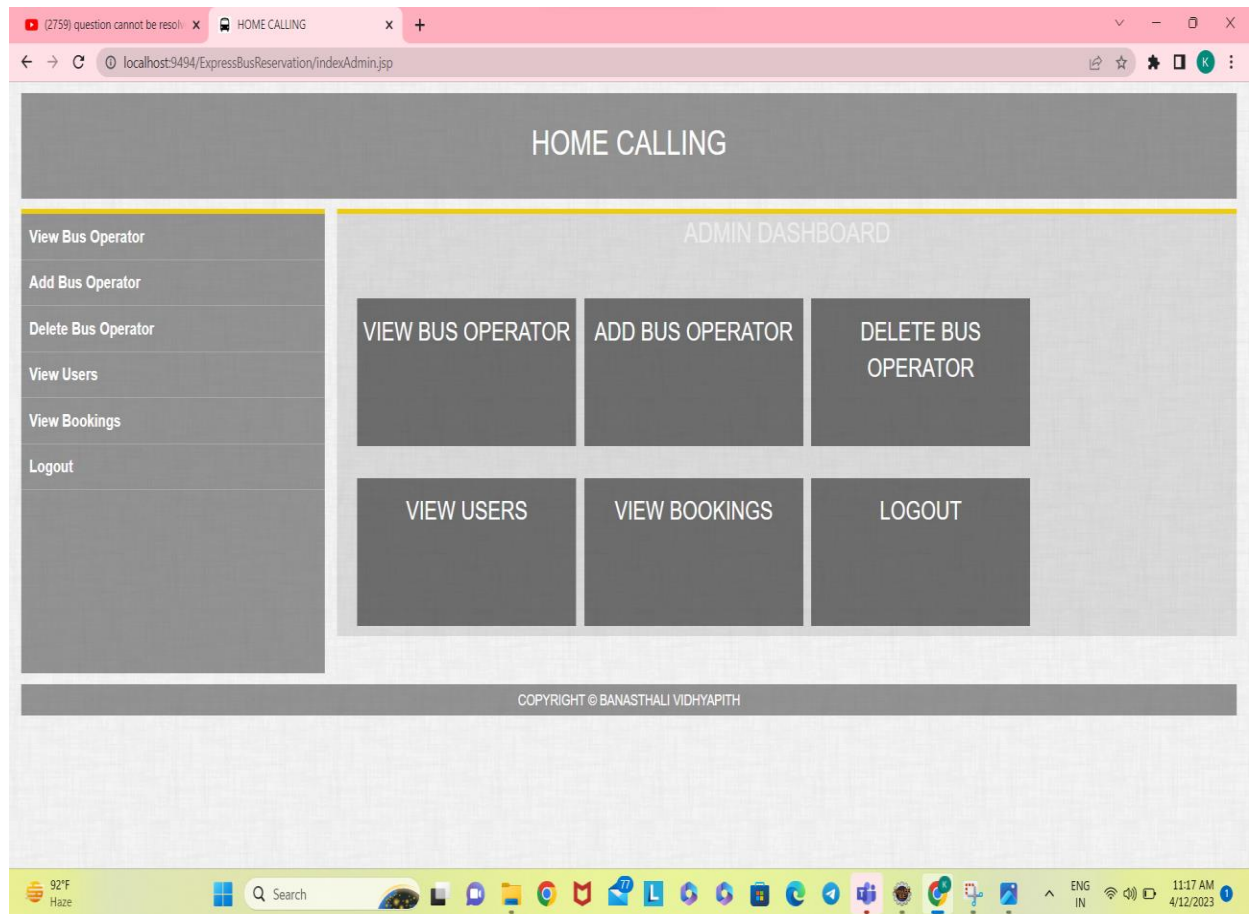 (2759) question cannot be resolv
HOME CALLING
localhost:9494/ExpressBusReservation/indexAdmin.jsp
K
HOME CALLING
View Bus Operator
Add Bus Operator
Delete Bus Operator
View Users
View Bookings
Logout
ADMIN DASHBOARD
VIEW BUS OPERATOR
ADD BUS OPERATOR
DELETE BUS
OPERATOR
VIEW USERS
VIEW BOOKINGS
LOGOUT
COPYRIGHT © BANASTHALI VIDHYAPITH
92°F
Haze
Search
77
L
ENG
IN
11:17 AM
4/12/2023
1